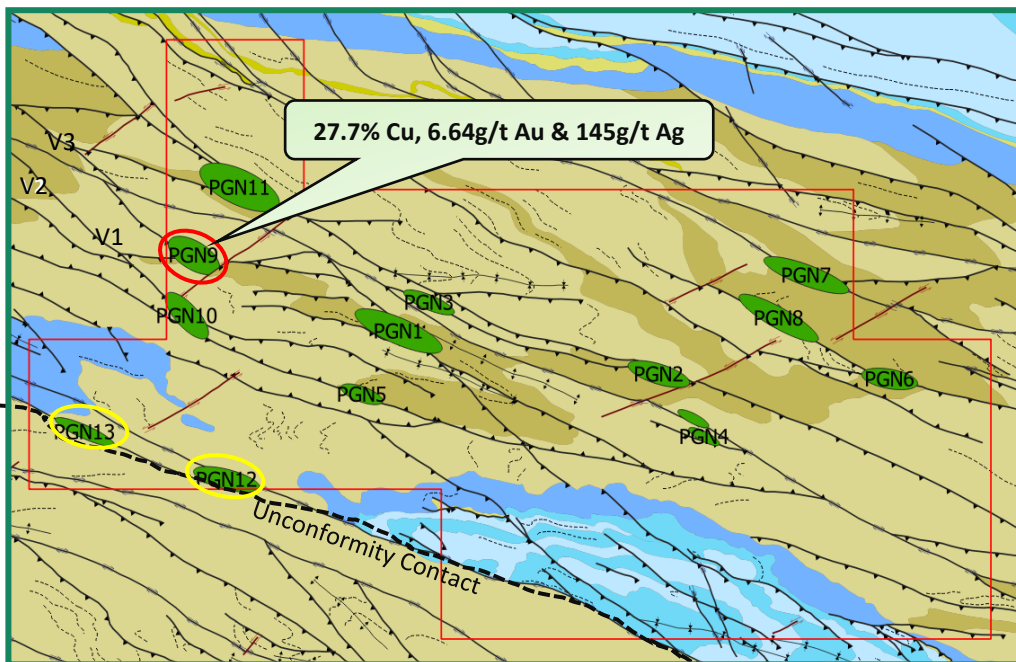 27.7% Cu, 6.64g/t Au & 145g/t Ag
V3
V2
PGN11
V1
PGN9
PGN7
PGN3
PGN10
PGN8
PGN1
PGN2
PGN6
PGN5
PGN13
PGN4
PGN12
Unconformity Contact